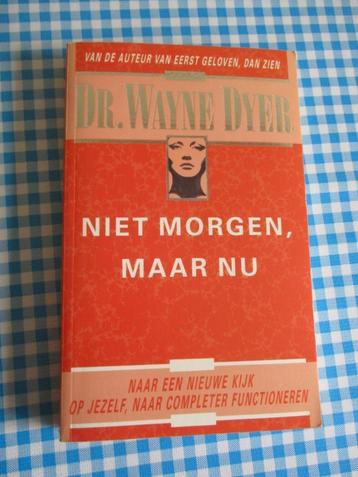 VAN DE AUTEUR VAN EERST GELOVEN, DAN ZIEN
DR. WAYNE DYER
NIET MORGEN,
MAAR NU
NAAR EEN NIEUWE KIJK
OP JEZELF, NAAR COMPLETER FUNCTIONEREN